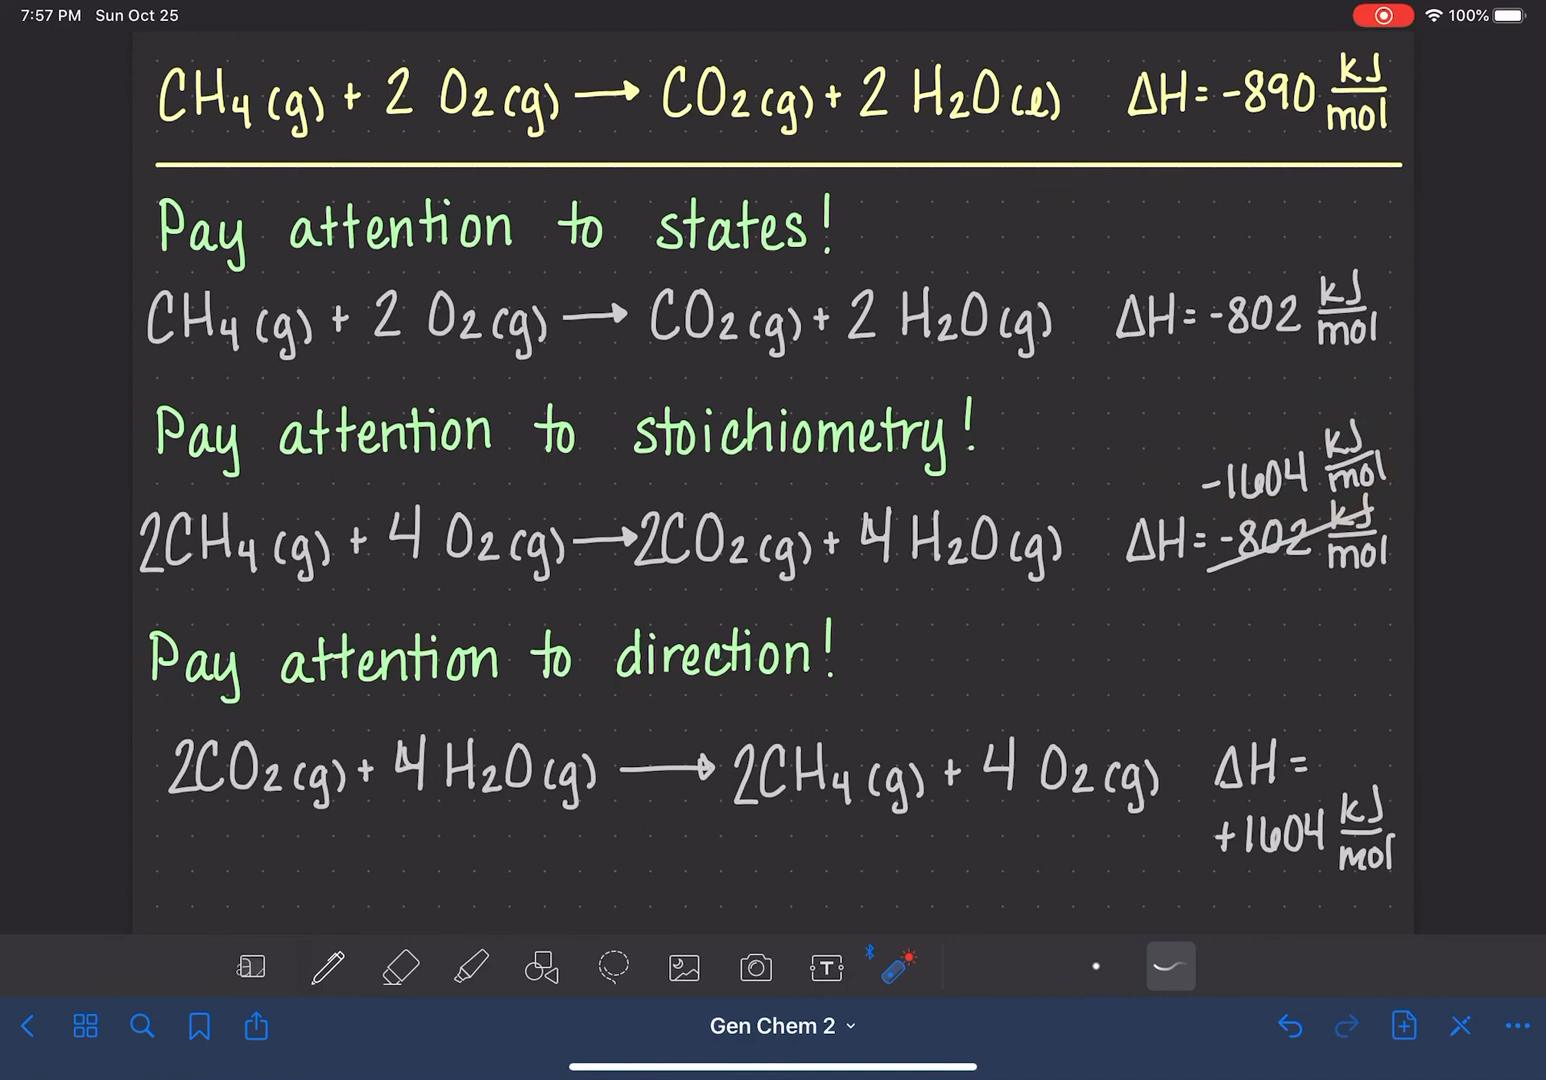 7:57 PM Sun Oct 25 100%
CH₄ (g) + 2 O₂ (g) → CO₂ (g) + 2 H₂O (l) ΔH = -890 kJ/mol
Pay attention to states!
CH₄ (g) + 2 O₂ (g) → CO₂ (g) + 2 H₂O (g) ΔH = -802 kJ/mol
Pay attention to stoichiometry!
-1604 kJ/mol
2CH₄ (g) + 4 O₂ (g) → 2CO₂ (g) + 4 H₂O (g) ΔH = -802 kJ/mol
Pay attention to direction!
2CO₂ (g) + 4 H₂O (g) → 2CH₄ (g) + 4 O₂ (g) ΔH =
+1604 kJ/mol
T
Gen Chem 2